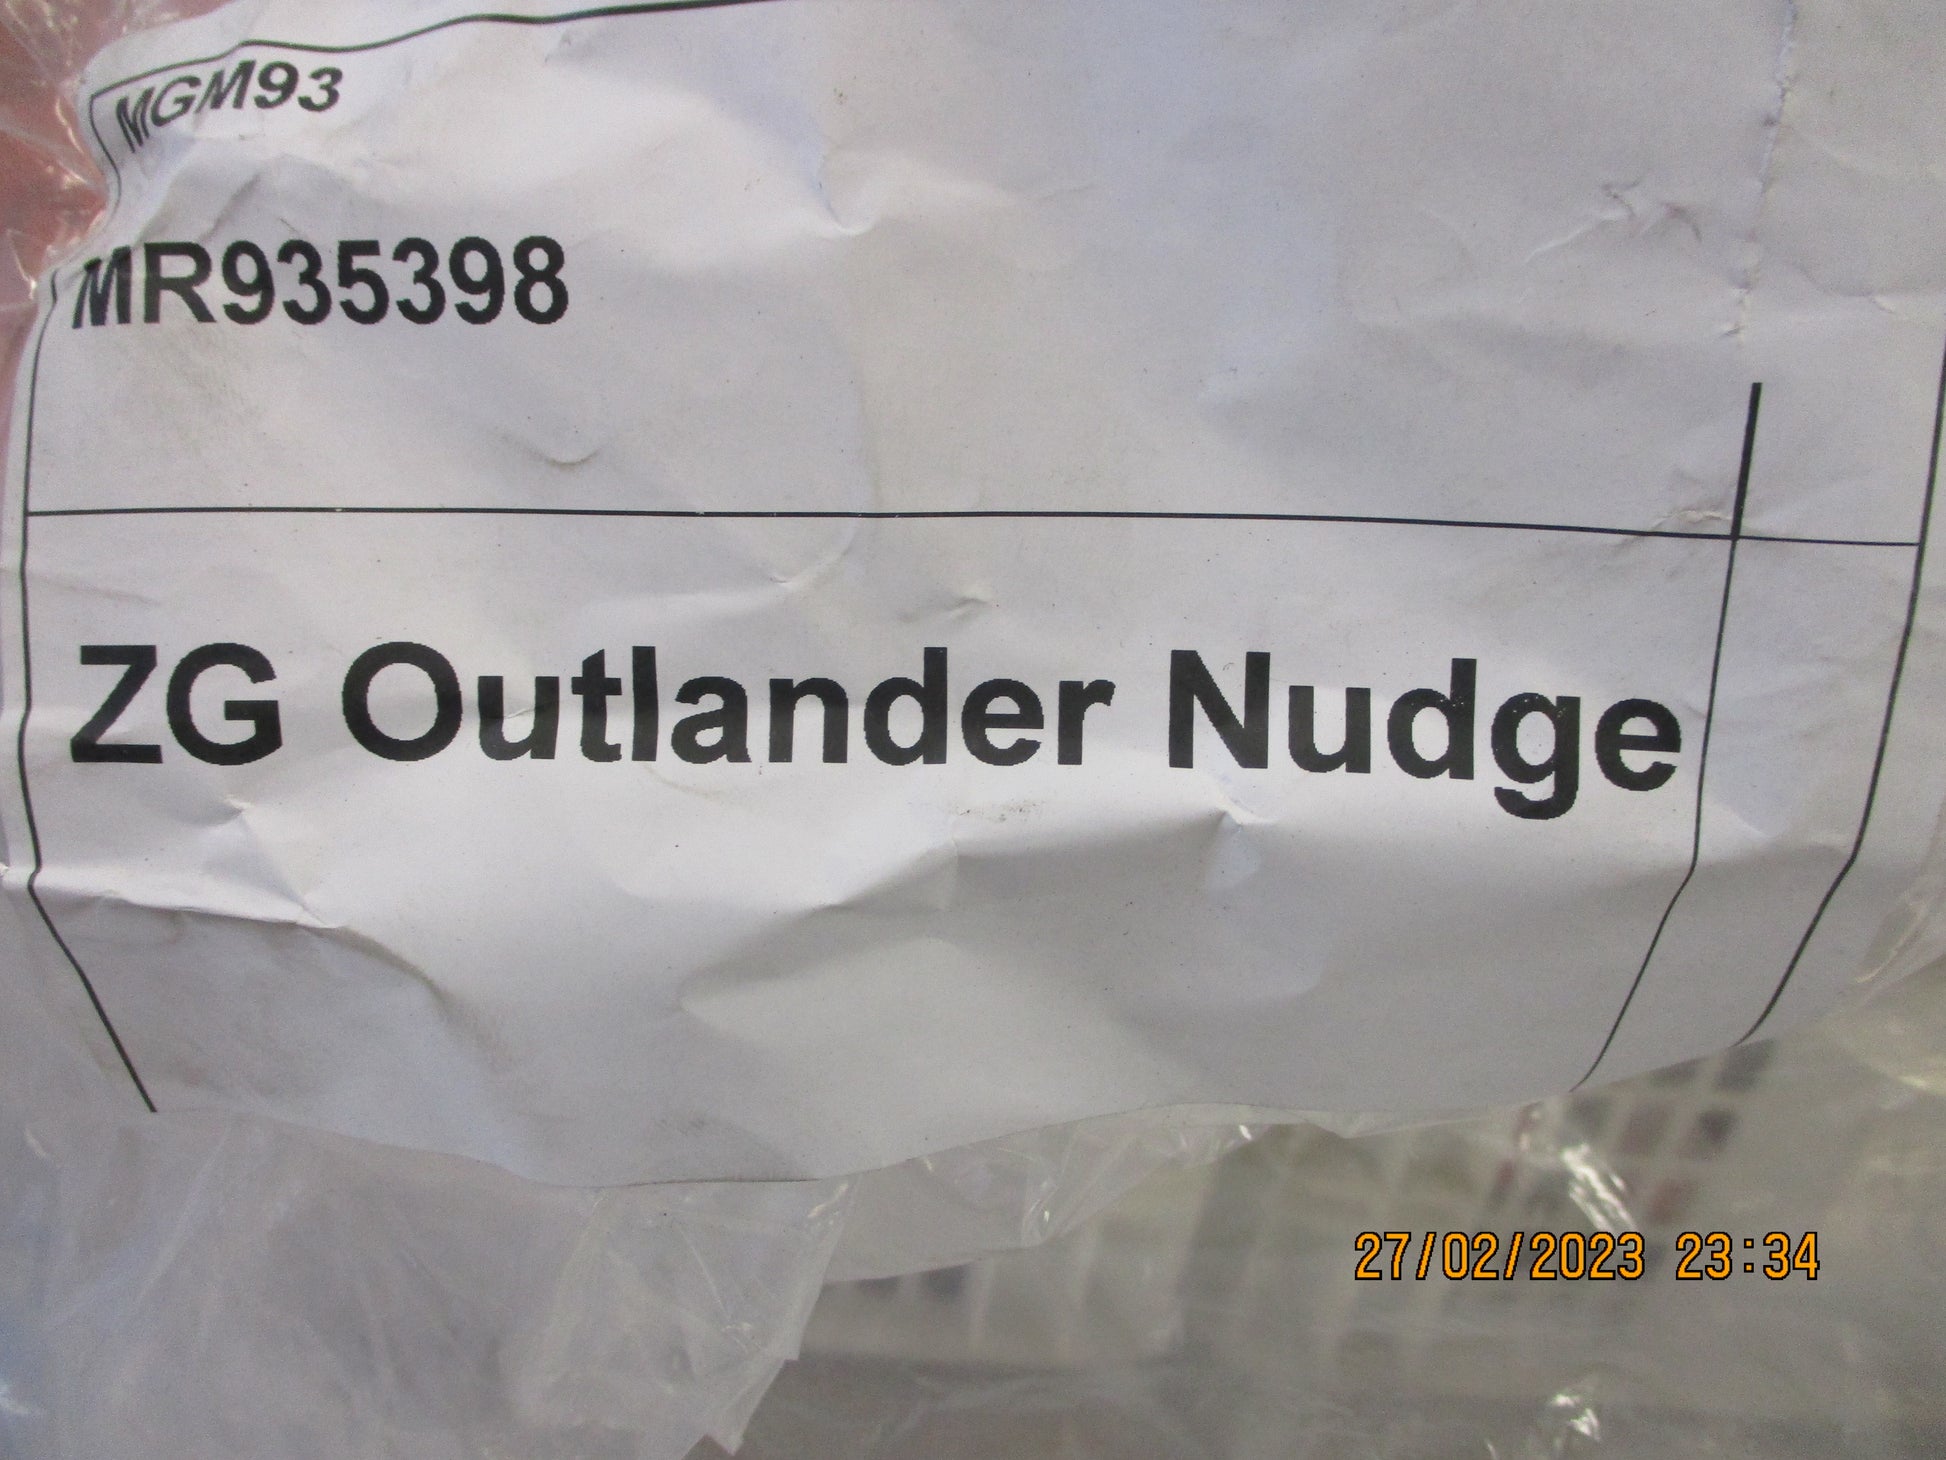 MGM93
MR935398
ZG Outlander Nudge
27/02/2023 23:34